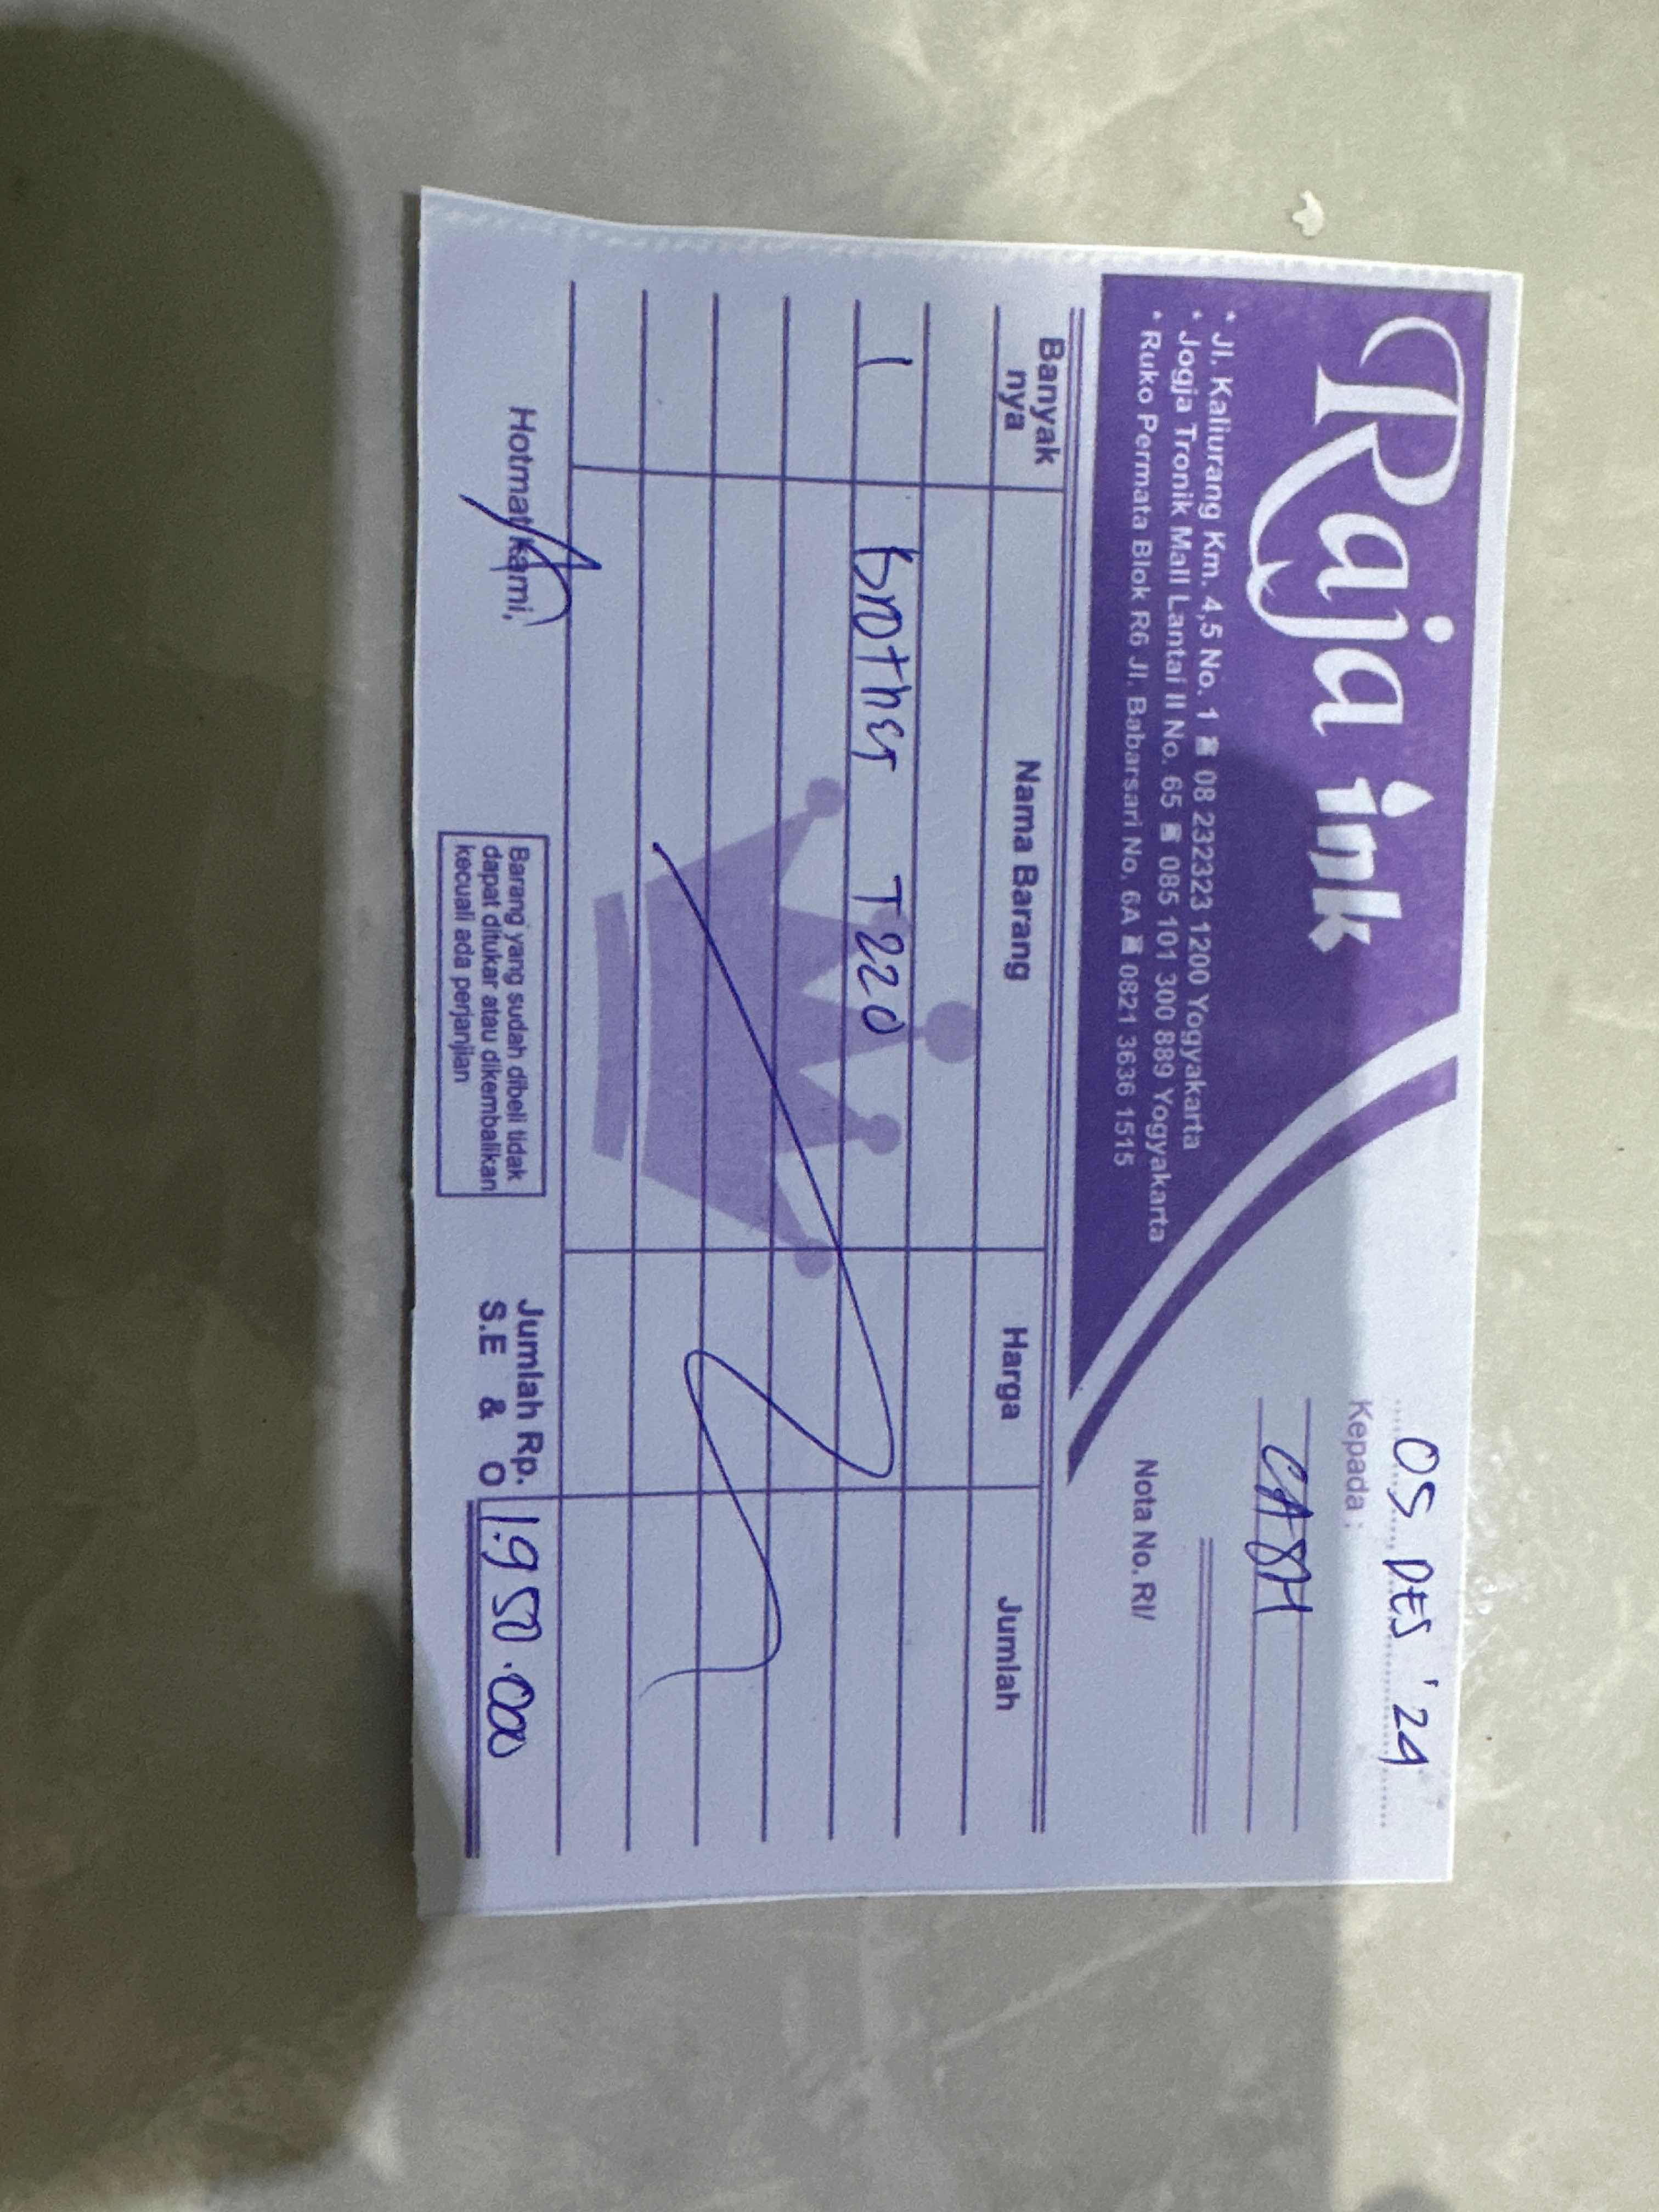 Raja ink
* Jl. Kaliurang Km. 4,5 No. 1 ☎ 08 232323 1200 Yogyakarta
* Jogja Tronik Mall Lantai II No. 65 ☎ 085 101 300 889 Yogyakarta
* Ruko Permata Blok R6 Jl. Babarsari No. 6A ☎ 0821 3636 1515
05 DES '24
Kepada :
CASH
Nota No. RI/
Banyak nya Nama Barang Harga Jumlah
1 brother T220
Hormat Kami,
Barang yang sudah dibeli tidak
dapat ditukar atau dikembalikan
kecuali ada perjanjian
Jumlah Rp. 1.950.000
S.E & O